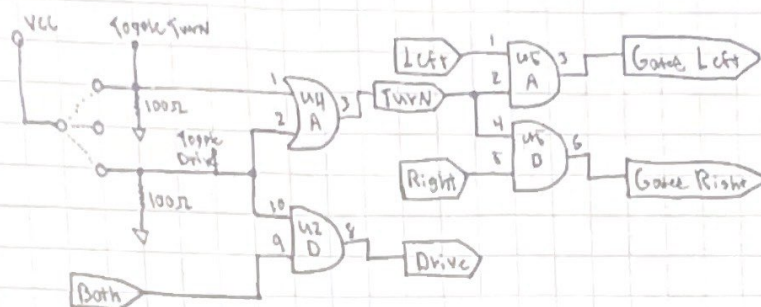 VCC
Toggle Turn
100Ω
Toggle
Drive
100Ω
Both
1
2
U4
A
3
Turn
10
9
U2
D
8
Drive
Left
1
2
U5
A
3
Gated Left
Right
4
5
U5
D
6
Gated Right